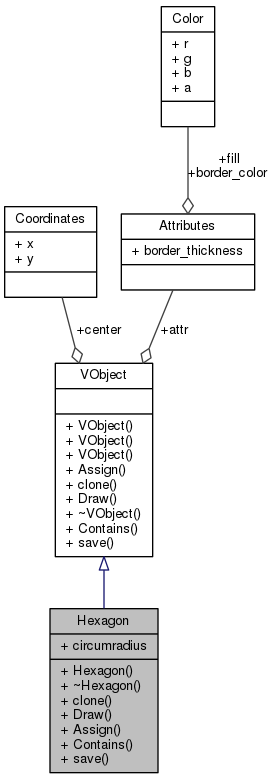 Color
+ r
+ g
+ b
+ a
+fill
+border_color
Coordinates
+ x
+ y
Attributes
+ border_thickness
+center
+attr
VObject
+ VObject()
+ VObject()
+ VObject()
+ Assign()
+ clone()
+ Draw()
+ ~VObject()
+ Contains()
+ save()
Hexagon
+ circumradius
+ Hexagon()
+ ~Hexagon()
+ clone()
+ Draw()
+ Assign()
+ Contains()
+ save()